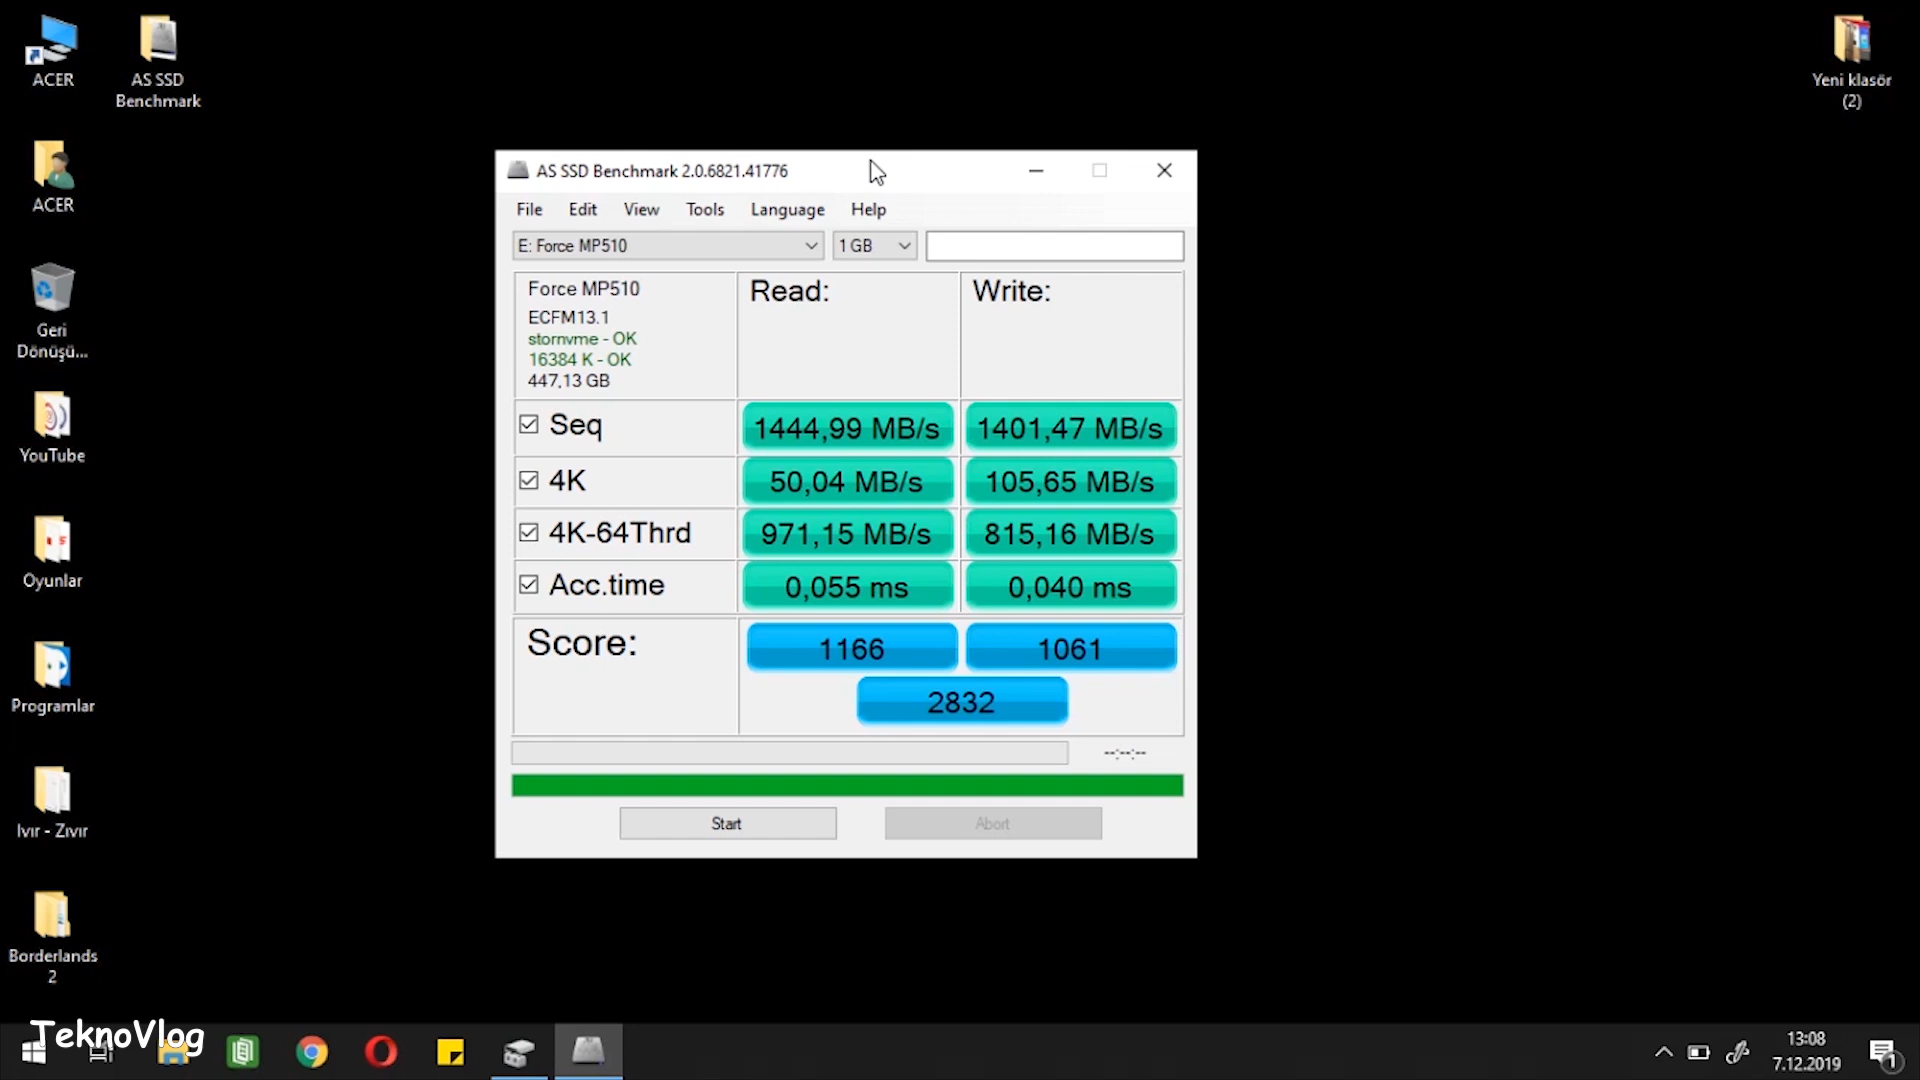 ACER
AS SSD
Benchmark
Yeni klasör
(2)
ACER
Geri
Dönüşü...
YouTube
Oyunlar
Programlar
Ivır - Zıvır
Borderlands
2
AS SSD Benchmark 2.0.6821.41776
File Edit View Tools Language Help
E: Force MP510 1 GB
Force MP510
ECFM13.1
stornvme - OK
16384 K - OK
447,13 GB
Read: Write:
Seq 1444,99 MB/s 1401,47 MB/s
4K 50,04 MB/s 105,65 MB/s
4K-64Thrd 971,15 MB/s 815,16 MB/s
Acc.time 0,055 ms 0,040 ms
Score: 1166 1061
2832
--:--:--
Start Abort
TeknoVlog
13:08
7.12.2019
1